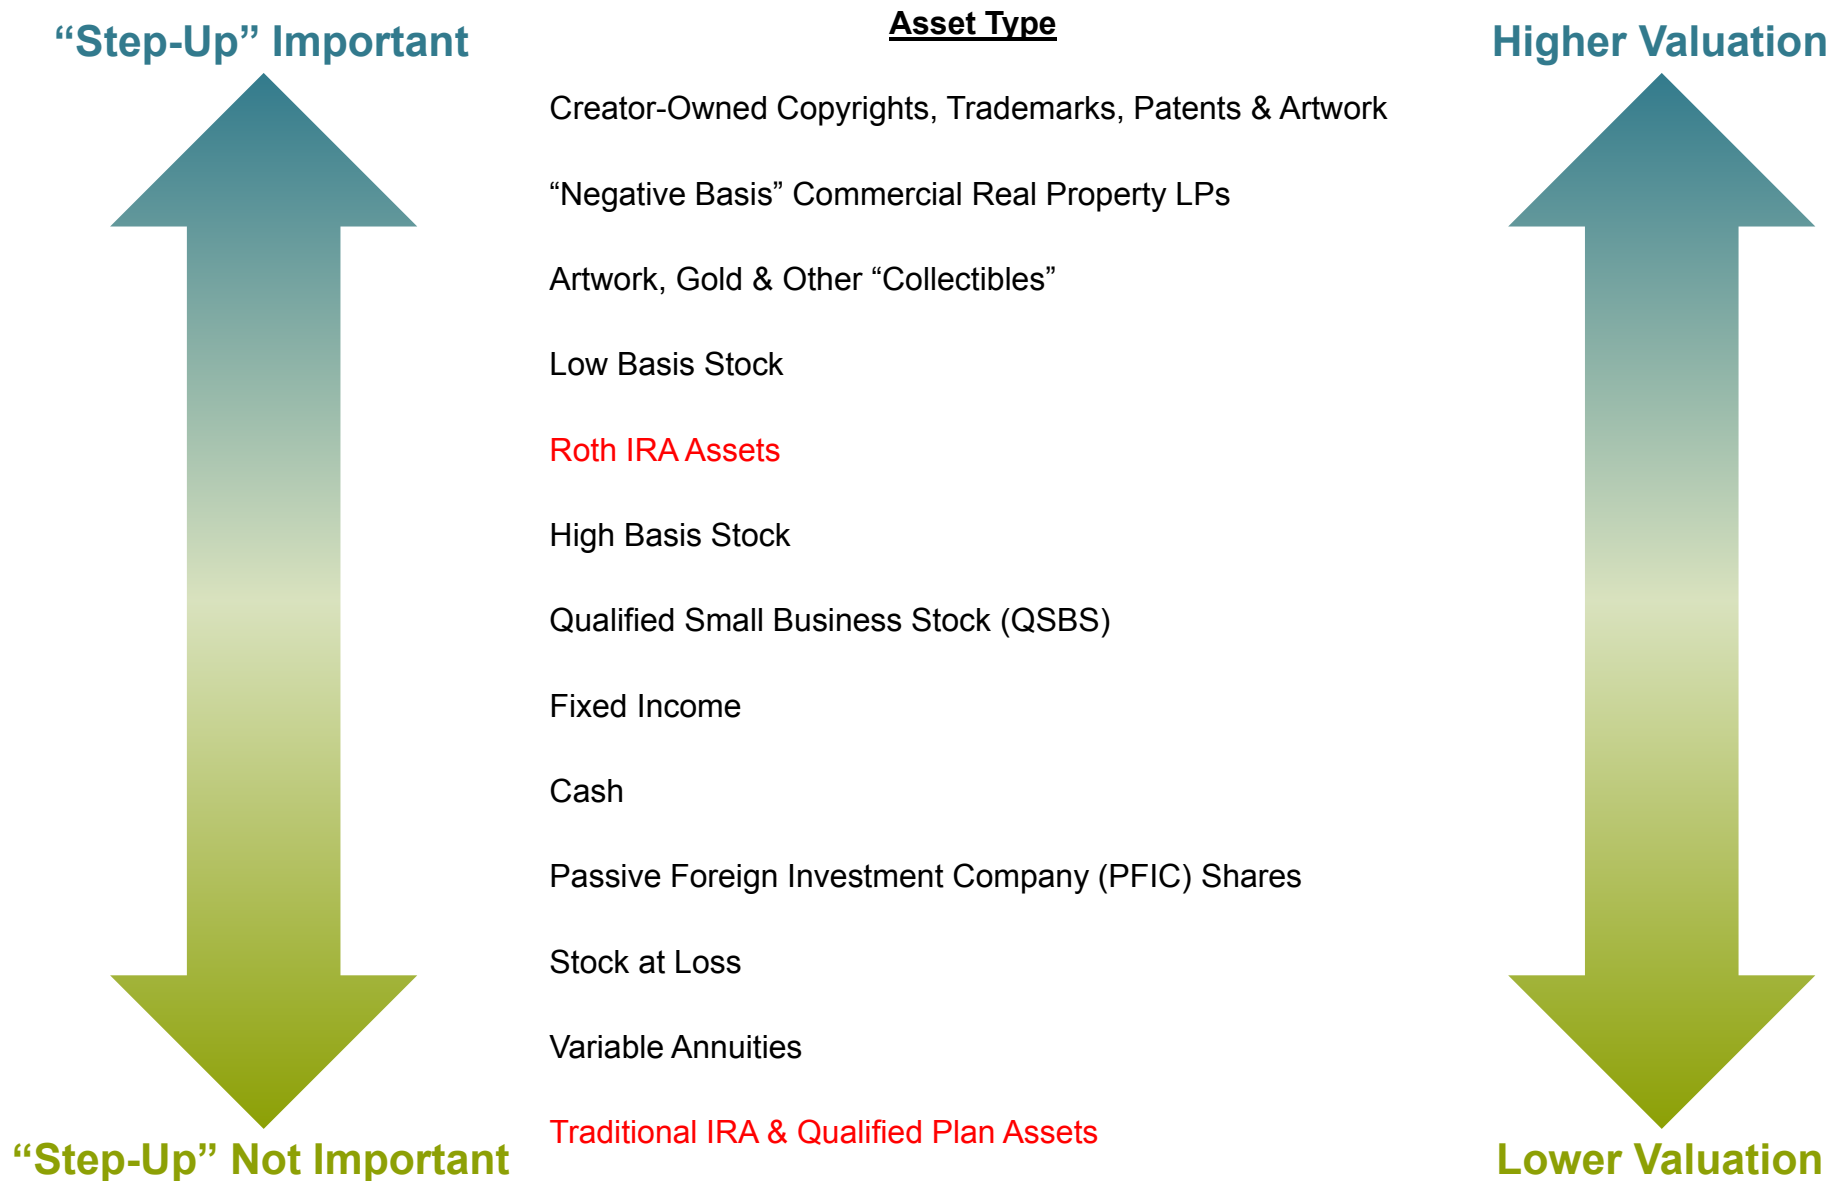 Asset Type
“Step-Up” Important
Higher Valuation
Creator-Owned Copyrights, Trademarks, Patents & Artwork
“Negative Basis” Commercial Real Property LPs
Artwork, Gold & Other “Collectibles”
Low Basis Stock
Roth IRA Assets
High Basis Stock
Qualified Small Business Stock (QSBS)
Fixed Income
Cash
Passive Foreign Investment Company (PFIC) Shares
Stock at Loss
Variable Annuities
Traditional IRA & Qualified Plan Assets
“Step-Up” Not Important
Lower Valuation